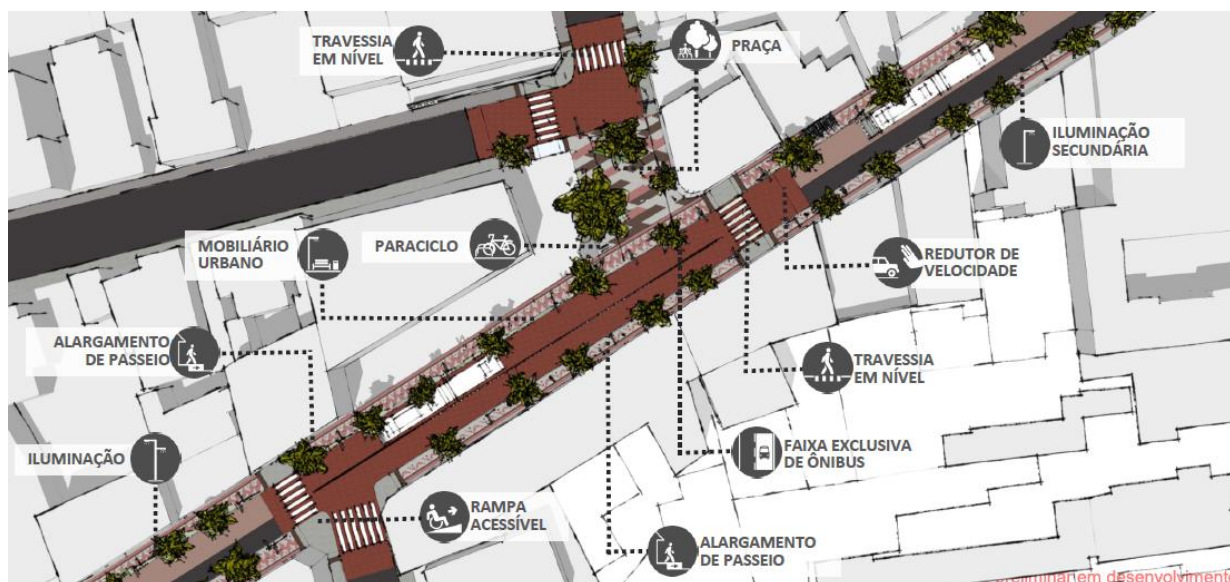 TRAVESSIA
EM NÍVEL
PRAÇA
ILUMINAÇÃO
SECUNDÁRIA
MOBILIÁRIO
URBANO
PARACICLO
REDUTOR DE
VELOCIDADE
ALARGAMENTO
DE PASSEIO
TRAVESSIA
EM NÍVEL
ILUMINAÇÃO
FAIXA EXCLUSIVA
DE ÔNIBUS
RAMPA
ACESSÍVEL
ALARGAMENTO
DE PASSEIO
em desenvolviment